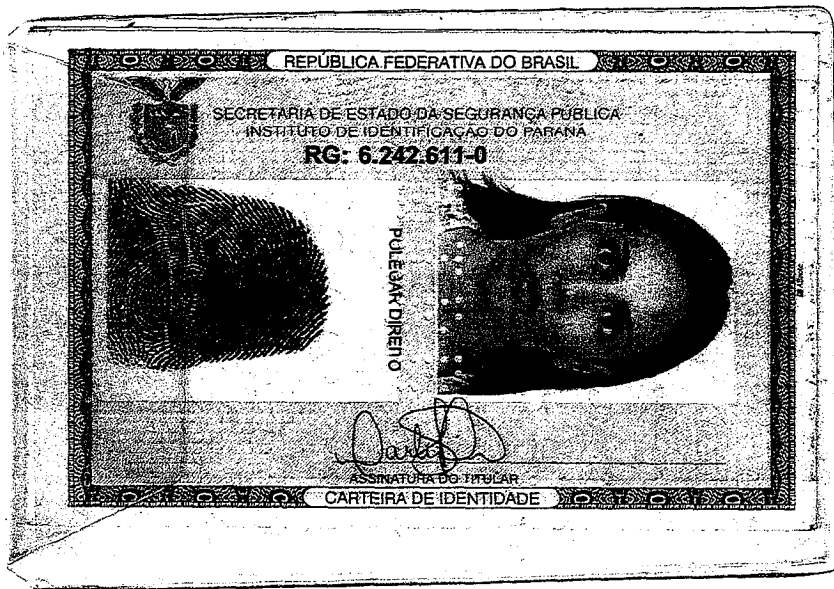 REPÚBLICA FEDERATIVA DO BRASIL
SECRETARIA DE ESTADO DA SEGURANÇA PÚBLICA
INSTITUTO DE IDENTIFICAÇÃO DO PARANÁ
RG: 6.242.611-0
POLEGAR DIREITO
ASSINATURA DO TITULAR
CARTEIRA DE IDENTIDADE